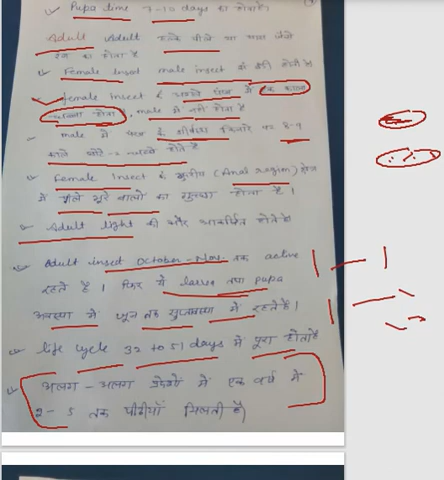 Pupa time 7-10 days का होता है।
Adult Adult हल्के पीले या
रंग का होता है
Female Insect male insect से बड़ी होती है
Female insect के अगले पंख में एक काला
धब्बा होता है, male में नहीं होता है
male में पंख के किनारे पर 8-9
काले छोटे-2 धब्बे होते हैं
Female Insect के (Anal region) क्षेत्र
में पीले भूरे बालों का गुच्छा होता है।
Adult light की और आकर्षित होते है।
Adult insect October-Nov. तक active
रहते है। फिर ये larva तथा pupa
अवस्था में जून तक सुप्तावस्था में रहते है।
life cycle 32 to 51 days में पूरा होता है
अलग-अलग क्षेत्रों में एक वर्ष में
2-5 तक पीढीयाँ मिलती है)